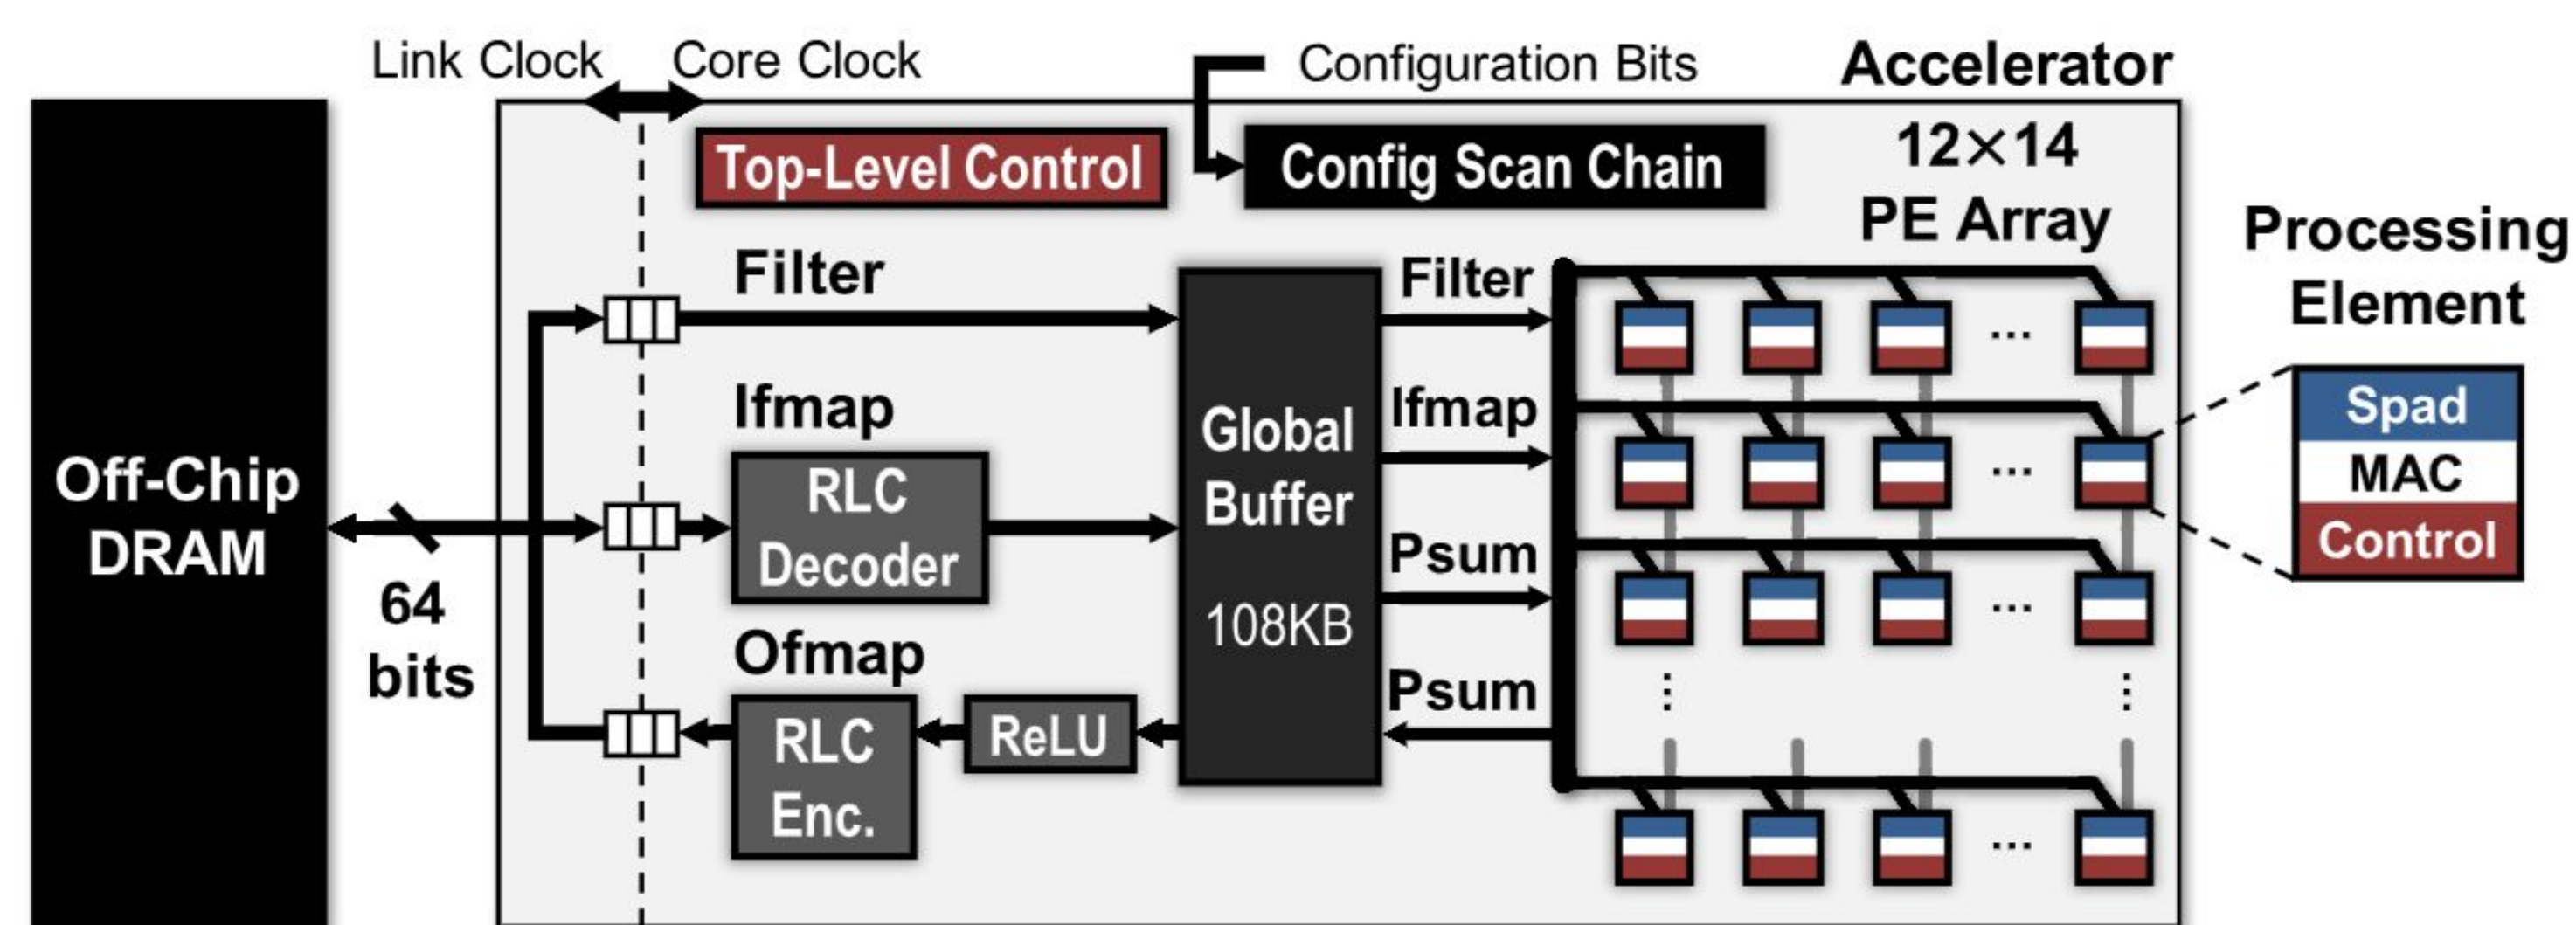 Link Clock
Core Clock
Configuration Bits
Accelerator
Top-Level Control
Config Scan Chain
12×14
PE Array
Off-Chip
DRAM
64
bits
Filter
Ifmap
RLC
Decoder
Ofmap
RLC
Enc.
ReLU
Global
Buffer
108KB
Filter
Ifmap
Psum
Psum
...
...
...
...
...
...
Processing
Element
Spad
MAC
Control